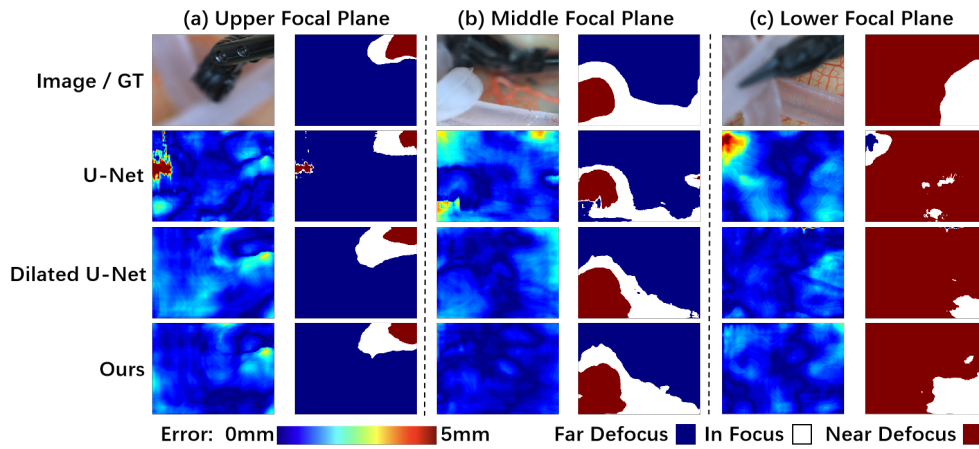 (a) Upper Focal Plane (b) Middle Focal Plane (c) Lower Focal Plane
Image / GT
U-Net
Dilated U-Net
Ours
Error: 0mm 5mm Far Defocus In Focus Near Defocus